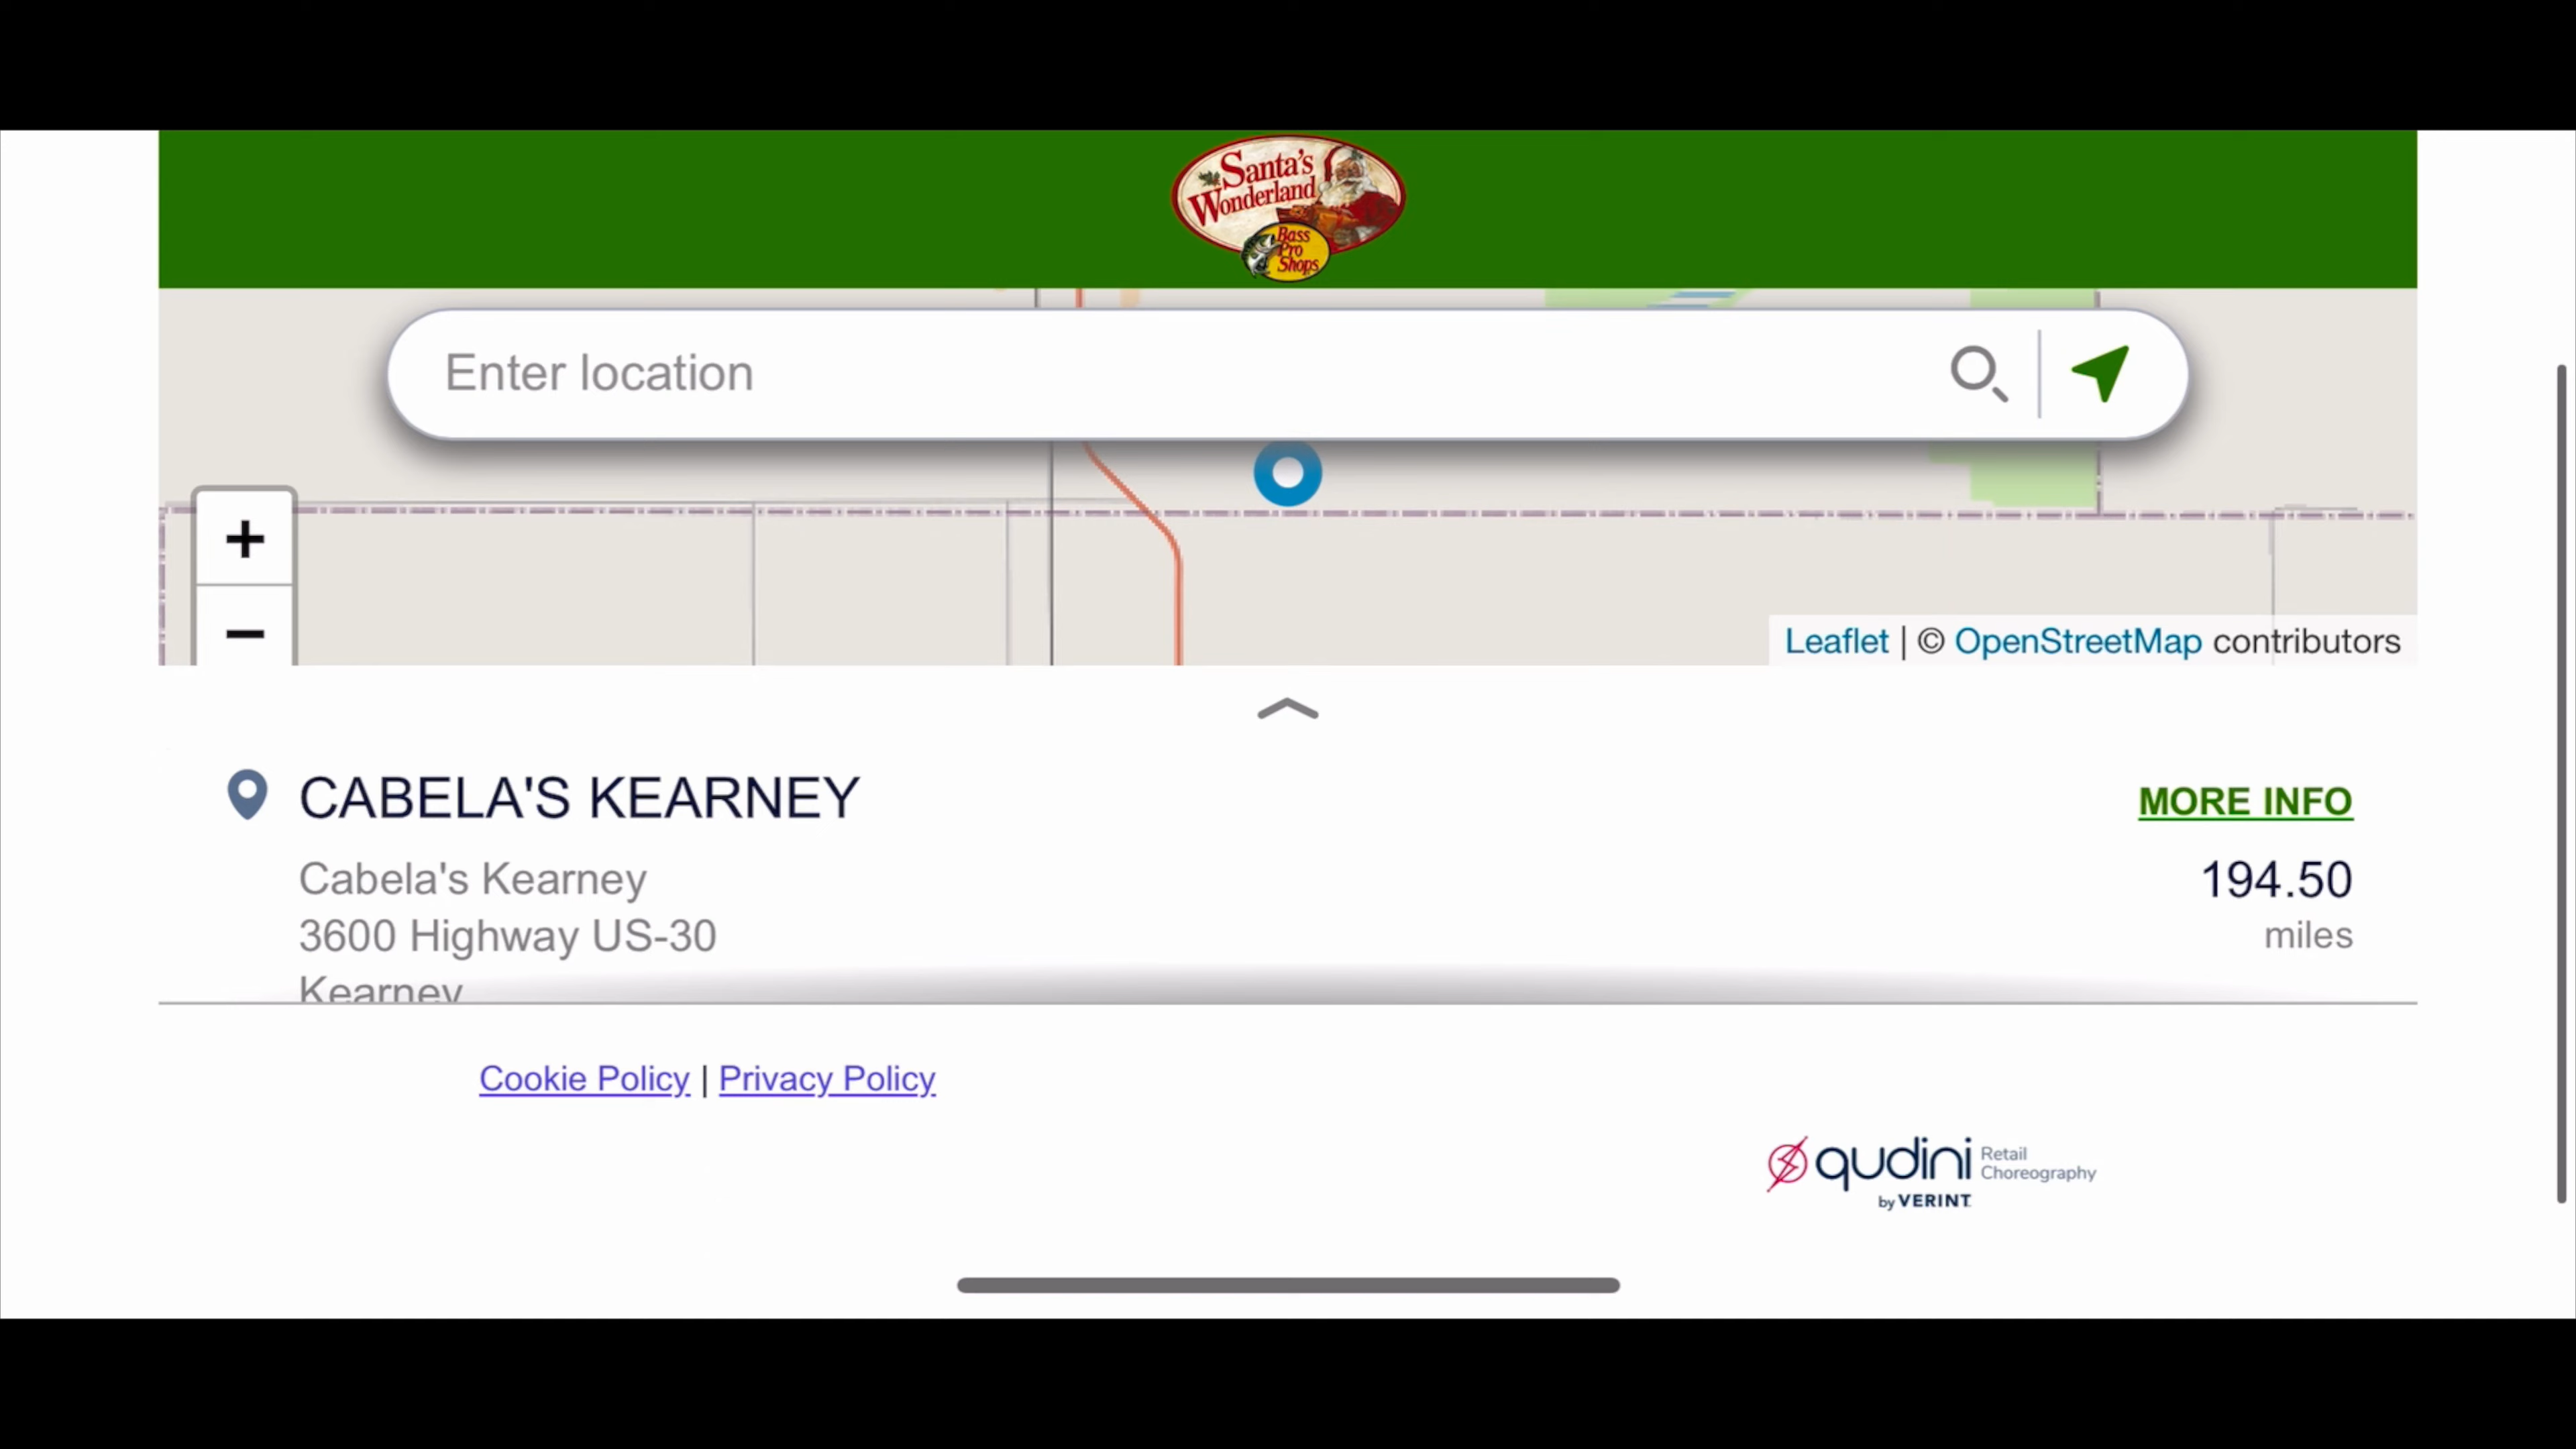 Santa's
Wonderland
Bass
Pro
Shops
Enter location
+
−
Leaflet | © OpenStreetMap contributors
CABELA'S KEARNEY
MORE INFO
Cabela's Kearney
194.50
3600 Highway US-30
miles
Kearney
Cookie Policy | Privacy Policy
qudini Retail
Choreography
by VERINT